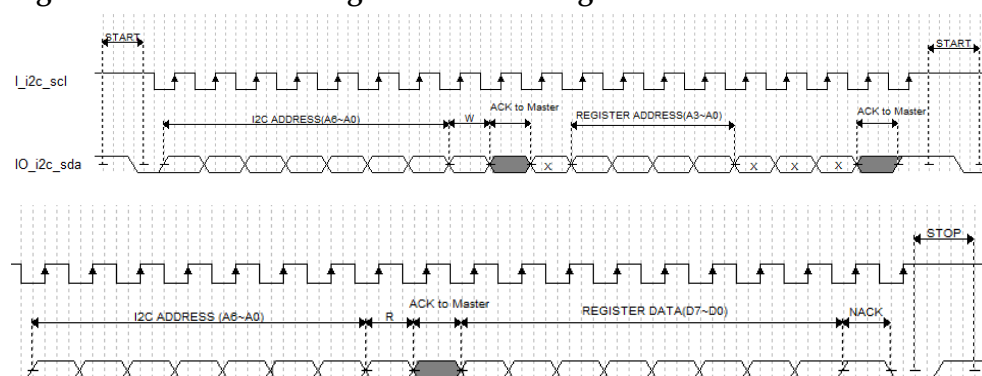 START
START
I_i2c_scl
ACK to Master
ACK to Master
I2C ADDRESS(A6~A0)
W
REGISTER ADDRESS(A3~A0)
IO_i2c_sda
X
X
X
X
STOP
ACK to Master
I2C ADDRESS (A6~A0)
R
REGISTER DATA(D7~D0)
NACK